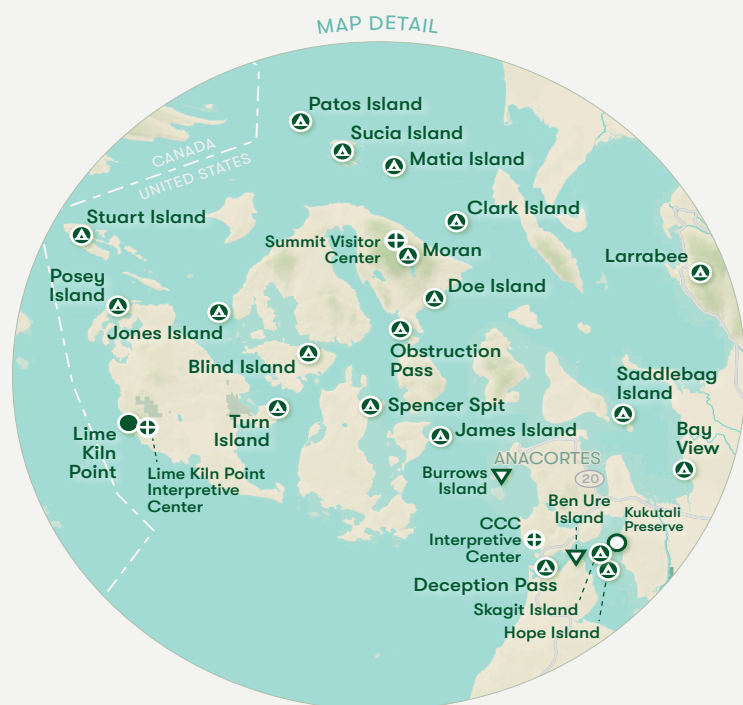 MAP DETAIL
Patos Island
Sucia Island
Matia Island
CANADA
UNITED STATES
Clark Island
Stuart Island
Summit Visitor
Center
Moran
Larrabee
Posey
Island
Doe Island
Jones Island
Obstruction
Pass
Blind Island
Saddlebag
Island
Spencer Spit
Turn
Island
James Island
Lime
Kiln
Point
Bay
View
ANACORTES
Lime Kiln Point
Interpretive
Center
Burrows
Island
20
Ben Ure
Island
Kukutali
Preserve
CCC
Interpretive
Center
Deception Pass
Skagit Island
Hope Island